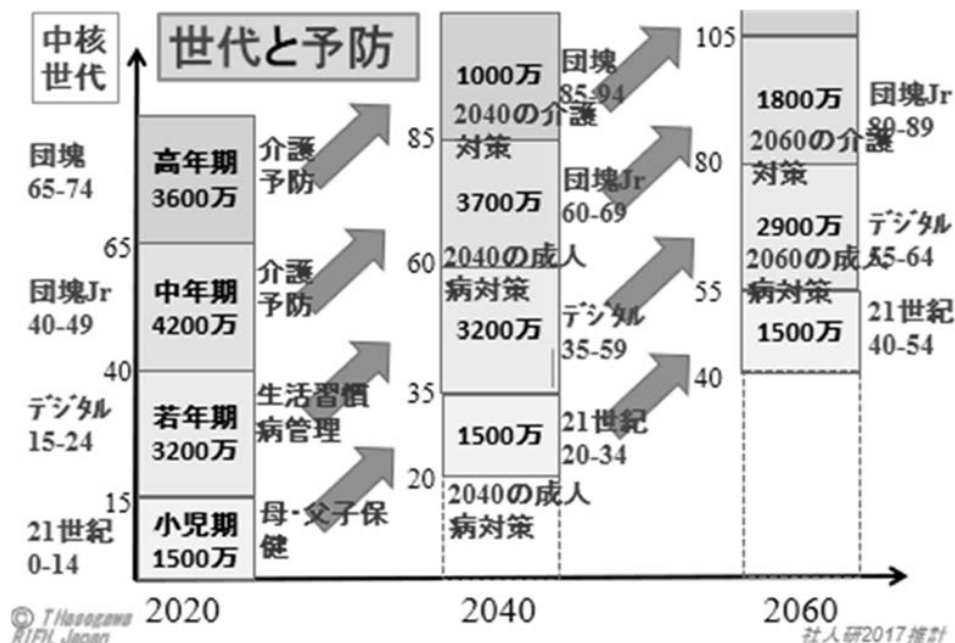 中核
世代
世代と予防
団塊
65-74
高年期
3600万
介護
予防
65
団塊Jr
40-49
中年期
4200万
介護
予防
40
デジタル
15-24
若年期
3200万
生活習慣
病管理
15
21世紀
0-14
小児期
1500万
母・父子保
健
1000万
団塊
85-94
2040の介護
対策
85
3700万
団塊Jr
60-69
60
2040の成人
病対策
3200万
デジタル
35-59
35
1500万
21世紀
20-34
20
2040の成人
病対策
105
1800万
団塊Jr
80-89
2060の介護
対策
80
2900万
デジタル
55-64
2060の成人
病対策
55
1500万
21世紀
40-54
40
2020
2040
2060
© T Hasegawa
RIFH, Japan
社人研2017推計